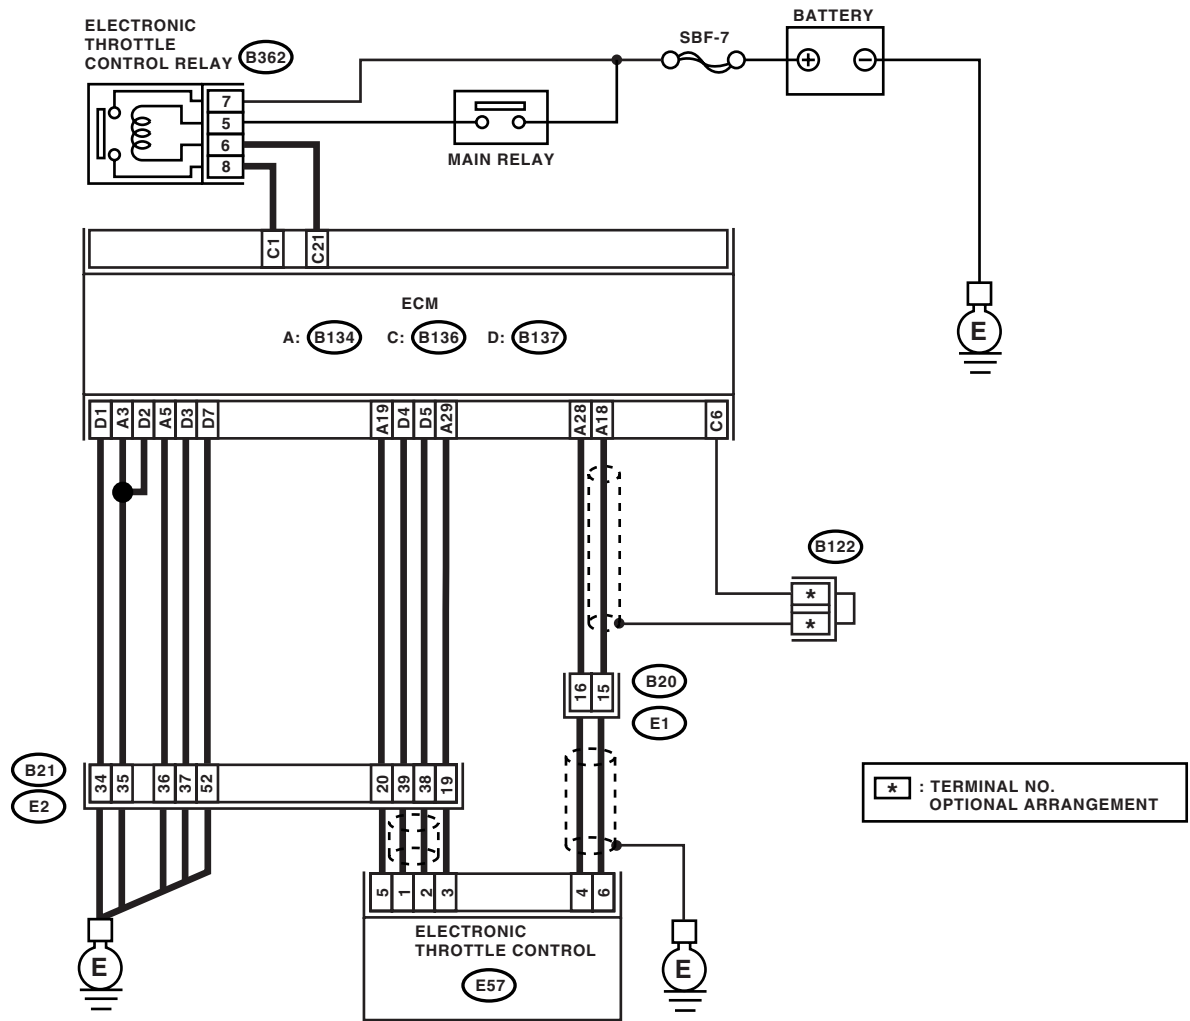 BATTERY
ELECTRONIC
THROTTLE
CONTROL RELAY
B362
SBF-7
7
5
6
8
MAIN RELAY
C1
C21
ECM
A: B134 C: B136 D: B137
E
D1
A3
D2
A5
D3
D7
A19
D4
D5
A29
A28
A18
C6
B122
*
*
16
15
B20
E1
B21
E2
34
35
36
37
52
20
39
38
19
* : TERMINAL NO.
OPTIONAL ARRANGEMENT
5
1
2
3
4
6
ELECTRONIC
THROTTLE CONTROL
E57
E
E